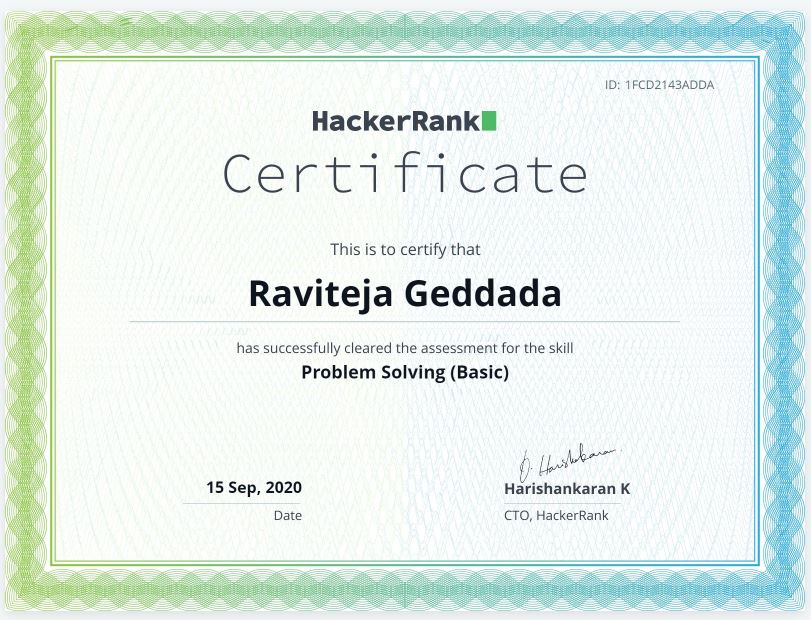 ID: 1FCD2143ADDA
HackerRank
Certificate
This is to certify that
Raviteja Geddada
has successfully cleared the assessment for the skill
Problem Solving (Basic)
D. Harishankaran
15 Sep, 2020
Harishankaran K
Date
CTO, HackerRank